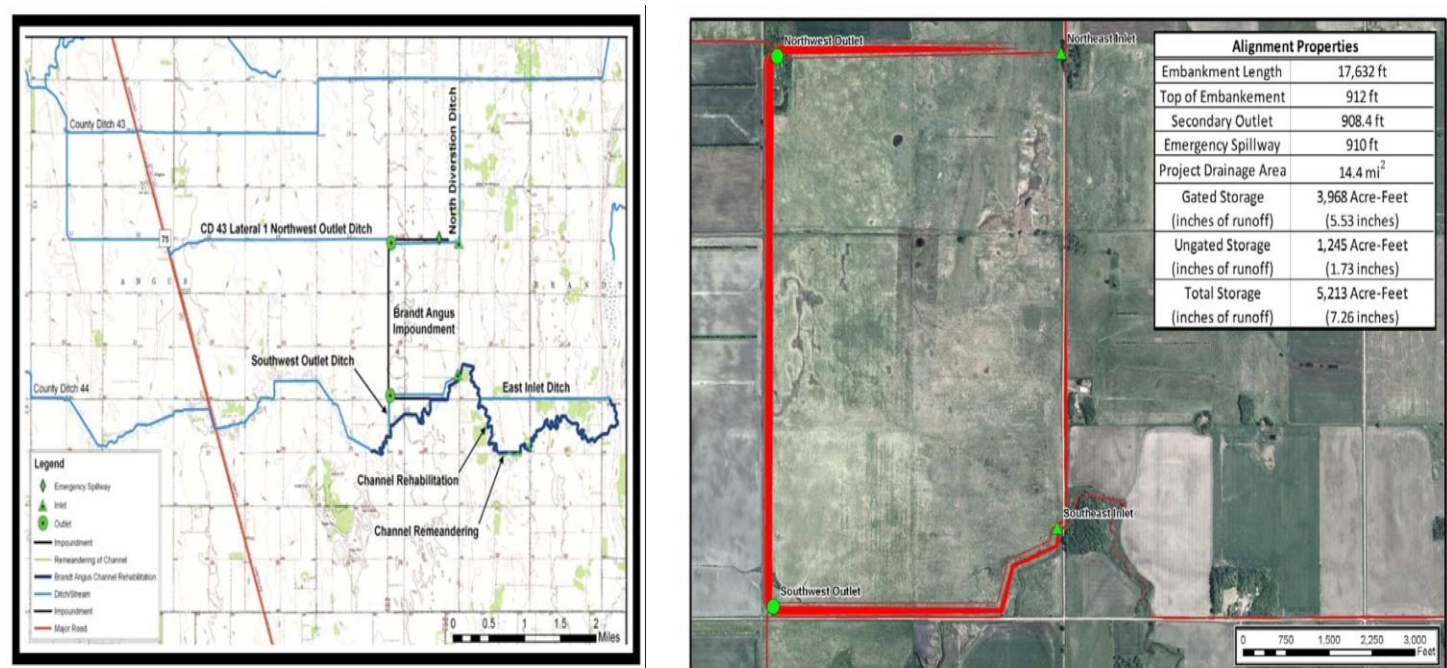 County Ditch 43
North Diverstion Ditch
CD 43 Lateral 1 Northwest Outlet Ditch
75
A N G U S
B R A N D T
Brandt Angus
Impoundment
Southwest Outlet Ditch
County Ditch 44
East Inlet Ditch
Channel Rehabilitation
Channel Remeandering
Legend
Emergency Spillway
Inlet
Outlet
Impoundment
Remeandering of Channel
Brandt Angus Channel Rehabilitation
Ditch/Stream
Impoundment
Major Road
0 0.5 1 1.5 2
Miles
Northwest Outlet
Northeast Inlet
Southeast Inlet
Southwest Outlet
Alignment Properties
Embankment Length 17,632 ft
Top of Embankement 912 ft
Secondary Outlet 908.4 ft
Emergency Spillway 910 ft
Project Drainage Area 14.4 mi²
Gated Storage 3,968 Acre-Feet
(inches of runoff) (5.53 inches)
Ungated Storage 1,245 Acre-Feet
(inches of runoff) (1.73 inches)
Total Storage 5,213 Acre-Feet
(inches of runoff) (7.26 inches)
0 750 1,500 2,250 3,000
Feet